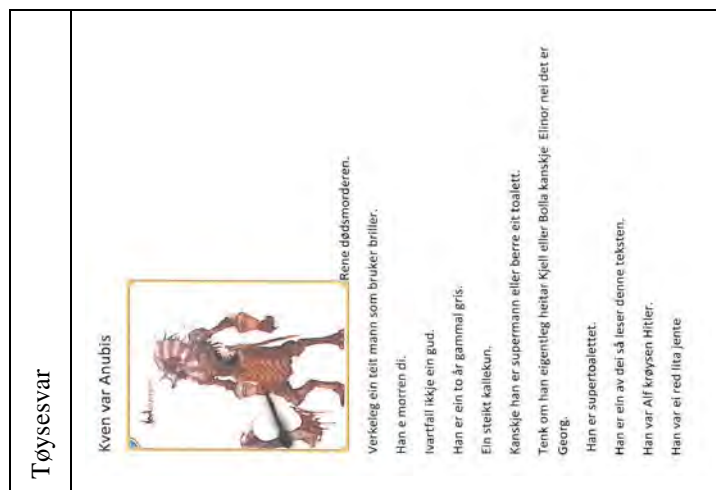 Tøysesvar
Kven var Anubis
Rene dødsmorderen.
Verkeleg ein teit mann som bruker briller.
Han e morren di.
Ivartfall ikkje ein gud.
Han er ein to år gammal gris.
Ein steikt kallekun.
Kanskje han er supermann eller berre eit toalett.
Tenk om han eigentleg heitar Kjell eller Bolla kanskje Elinor nei det er
Georg.
Han er supertoalettet.
Han er ein av dei så leser denne teksten.
Han var Alf krøysen Hitler.
Han var ei red lita jente